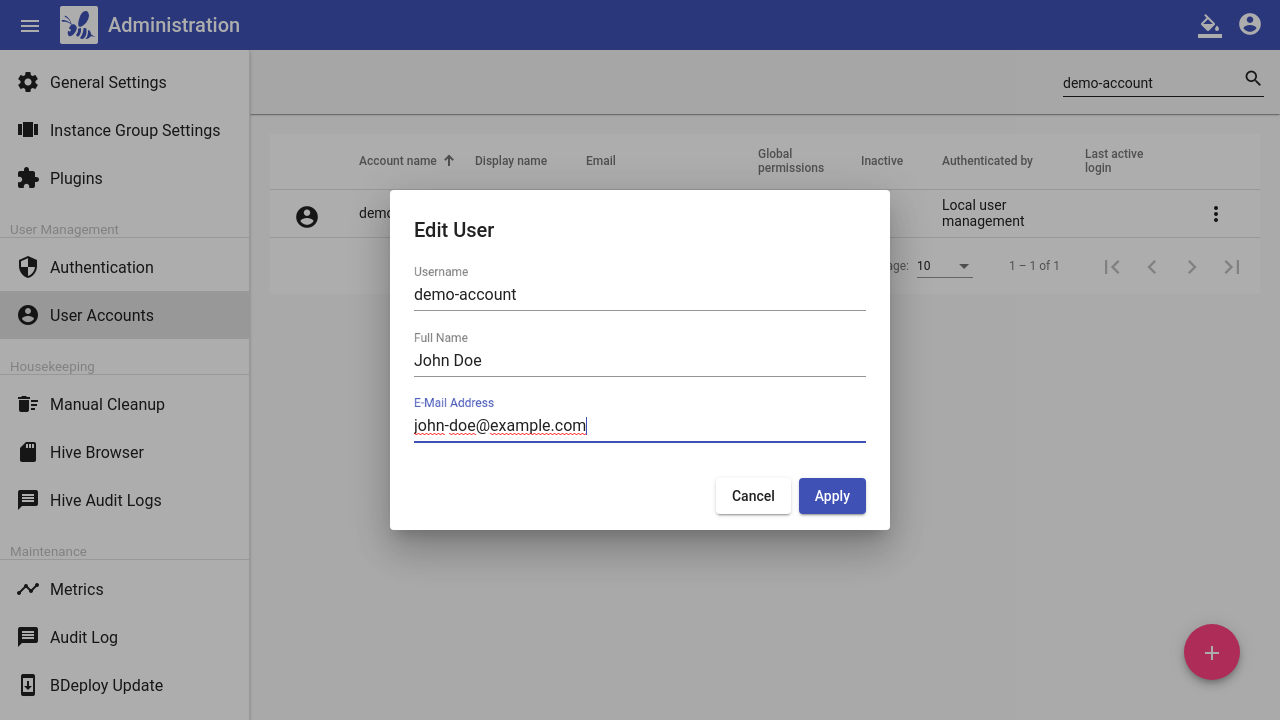 Administration
General Settings
Instance Group Settings
Plugins
User Management
Authentication
User Accounts
Housekeeping
Manual Cleanup
Hive Browser
Hive Audit Logs
Maintenance
Metrics
Audit Log
BDeploy Update
demo-account
Account name
Display name
Email
Global
permissions
Inactive
Authenticated by
Last active
login
demo
Local user
management
age:
10
1 – 1 of 1
Edit User
Username
demo-account
Full Name
John Doe
E-Mail Address
john-doe@example.com
Cancel
Apply